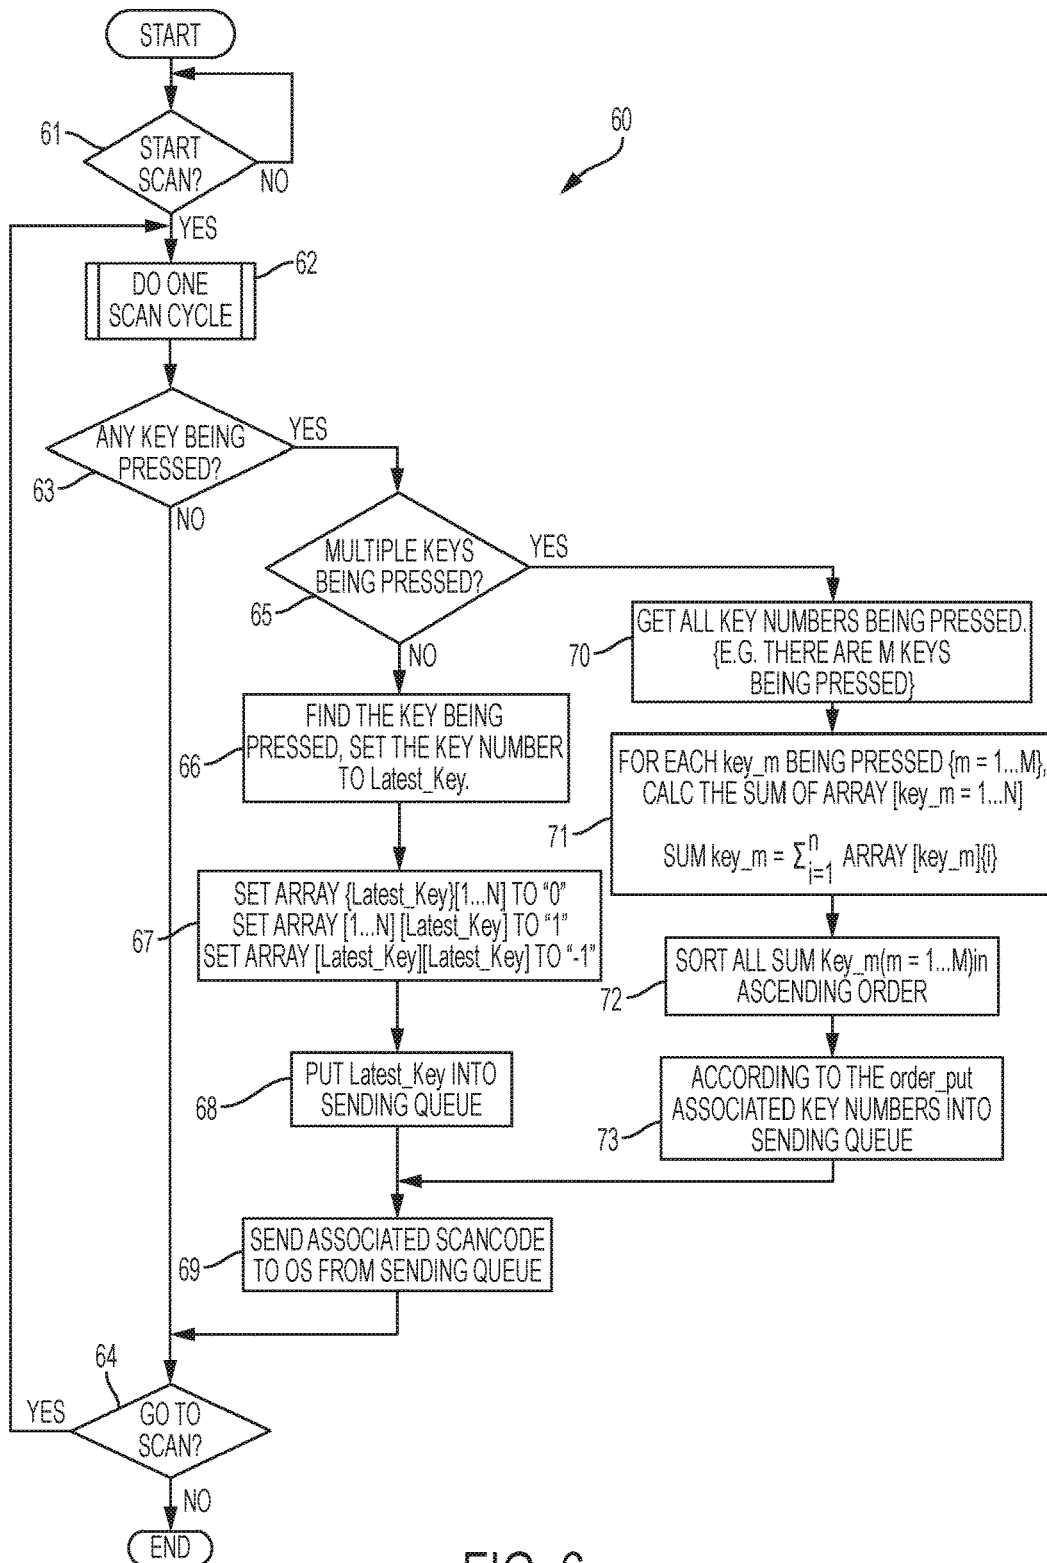 START
60
61
START
SCAN?
NO
YES
62
DO ONE
SCAN CYCLE
ANY KEY BEING
PRESSED?
YES
63
NO
MULTIPLE KEYS
BEING PRESSED?
YES
65
NO
GET ALL KEY NUMBERS BEING PRESSED.
{E.G. THERE ARE M KEYS
BEING PRESSED}
70
FIND THE KEY BEING
PRESSED, SET THE KEY NUMBER
TO Latest_Key.
66
FOR EACH key_m BEING PRESSED {m = 1...M},
CALC THE SUM OF ARRAY [key_m = 1...N]
SUM key_m = Σ_{i=1}^{n} ARRAY [key_m]{i}
71
SET ARRAY {Latest_Key}[1...N] TO “0”
SET ARRAY [1...N] [Latest_Key] TO “1”
SET ARRAY [Latest_Key][Latest_Key] TO “-1”
67
SORT ALL SUM Key_m(m = 1...M)in
ASCENDING ORDER
72
PUT Latest_Key INTO
SENDING QUEUE
68
ACCORDING TO THE order_put
ASSOCIATED KEY NUMBERS INTO
SENDING QUEUE
73
SEND ASSOCIATED SCANCODE
TO OS FROM SENDING QUEUE
69
64
YES
GO TO
SCAN?
NO
END
FIG. 6